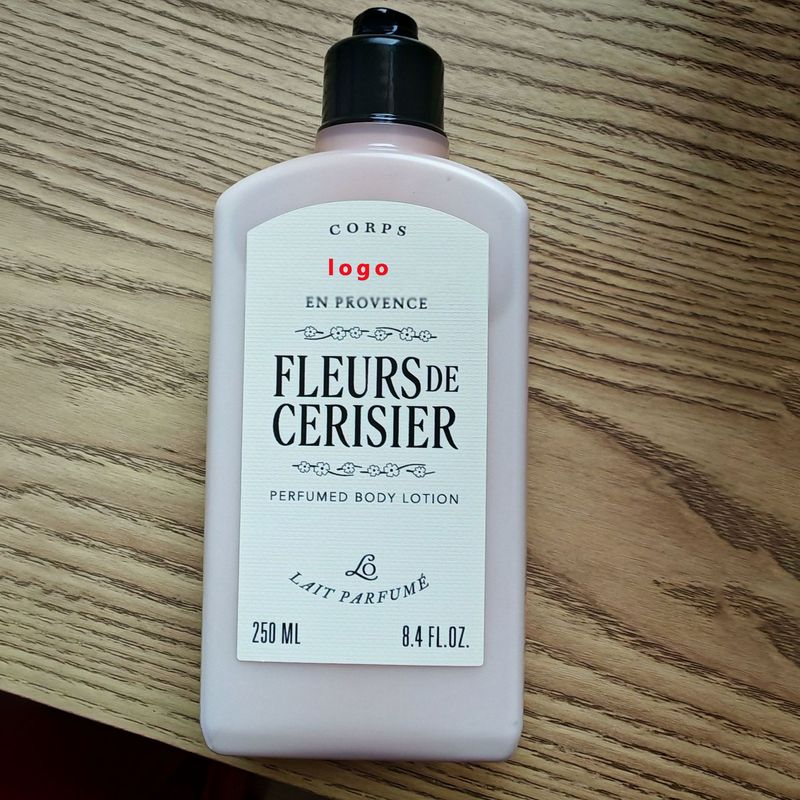 CORPS
logo
EN PROVENCE
FLEURS DE
CERISIER
PERFUMED BODY LOTION
LO
LAIT PARFUMÉ
250 ML 8.4 FL.OZ.